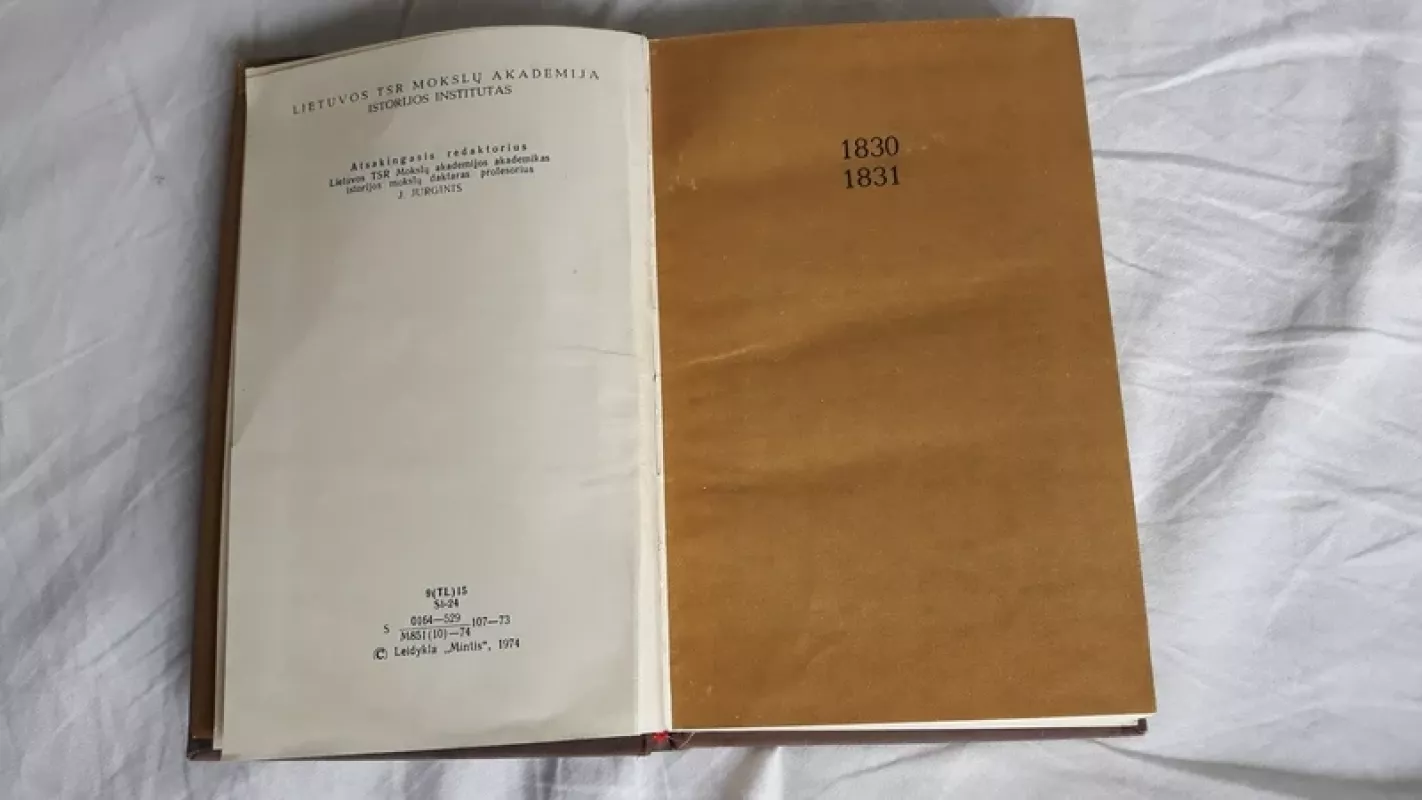 LIETUVOS TSR MOKSLŲ AKADEMIJA
ISTORIJOS INSTITUTAS
Atsakingasis redaktorius
Lietuvos TSR Mokslų akademijos akademikas
istorijos mokslų daktaras profesorius
J. JURGINIS
9(TL)15
Si-24
S 0164—529 107—73
M851(10)—74
(C) Leidykla „Mintis“, 1974
1830
1831